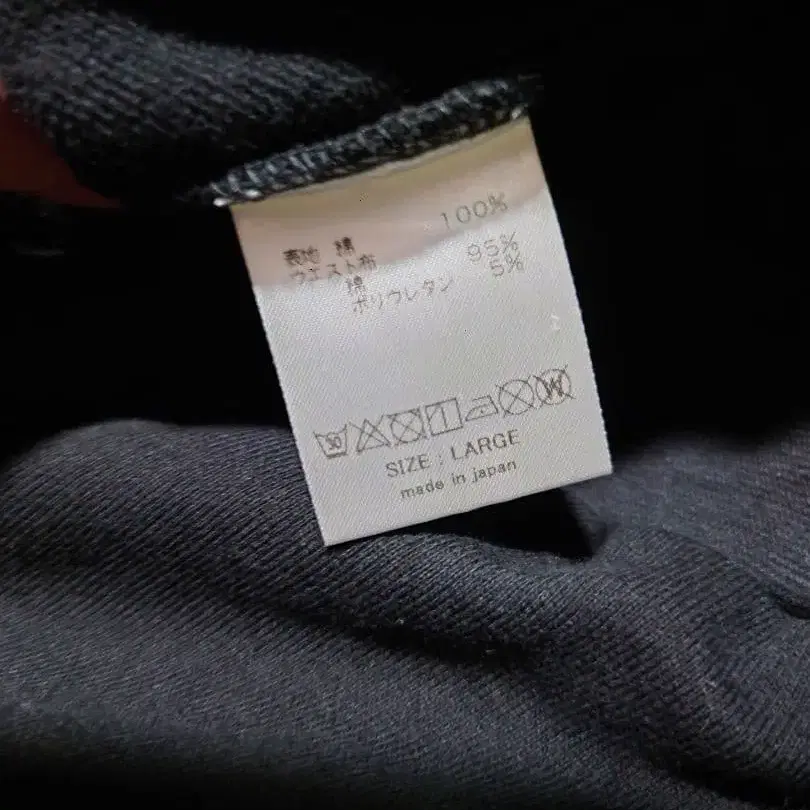 表地 綿 100%
ウエスト布
綿 95%
ポリウレタン 5%
SIZE : LARGE
made in japan